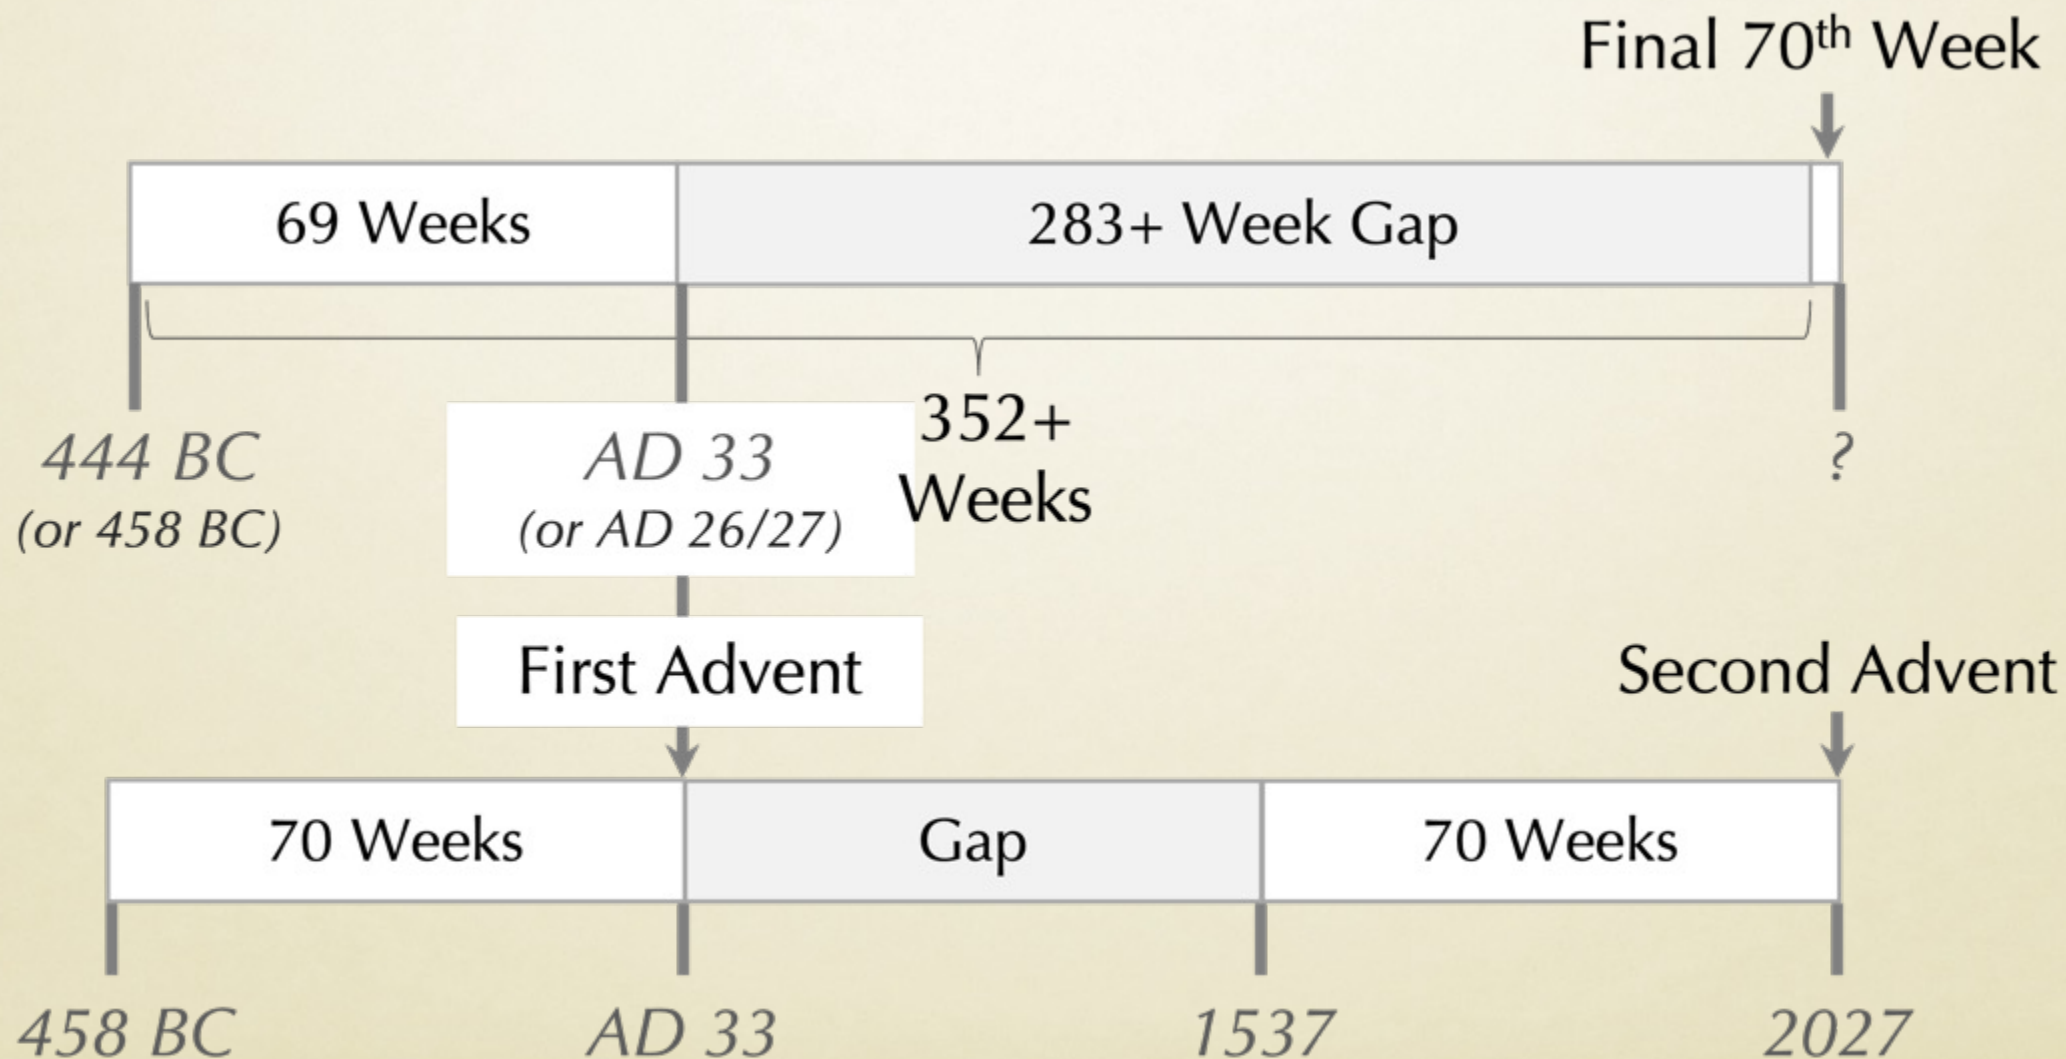 Final 70th Week
69 Weeks
283+ Week Gap
352+
Weeks
444 BC
(or 458 BC)
AD 33
(or AD 26/27)
?
First Advent
Second Advent
70 Weeks
Gap
70 Weeks
458 BC
AD 33
1537
2027